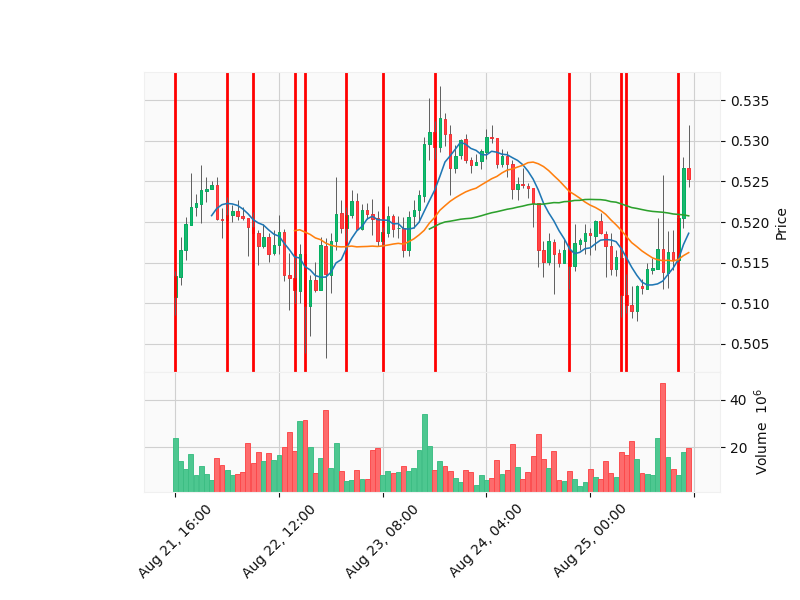 0.535
0.530
0.525
0.520
0.515
0.510
0.505
Price
40
20
Volume 10⁶
Aug 21, 16:00
Aug 22, 12:00
Aug 23, 08:00
Aug 24, 04:00
Aug 25, 00:00